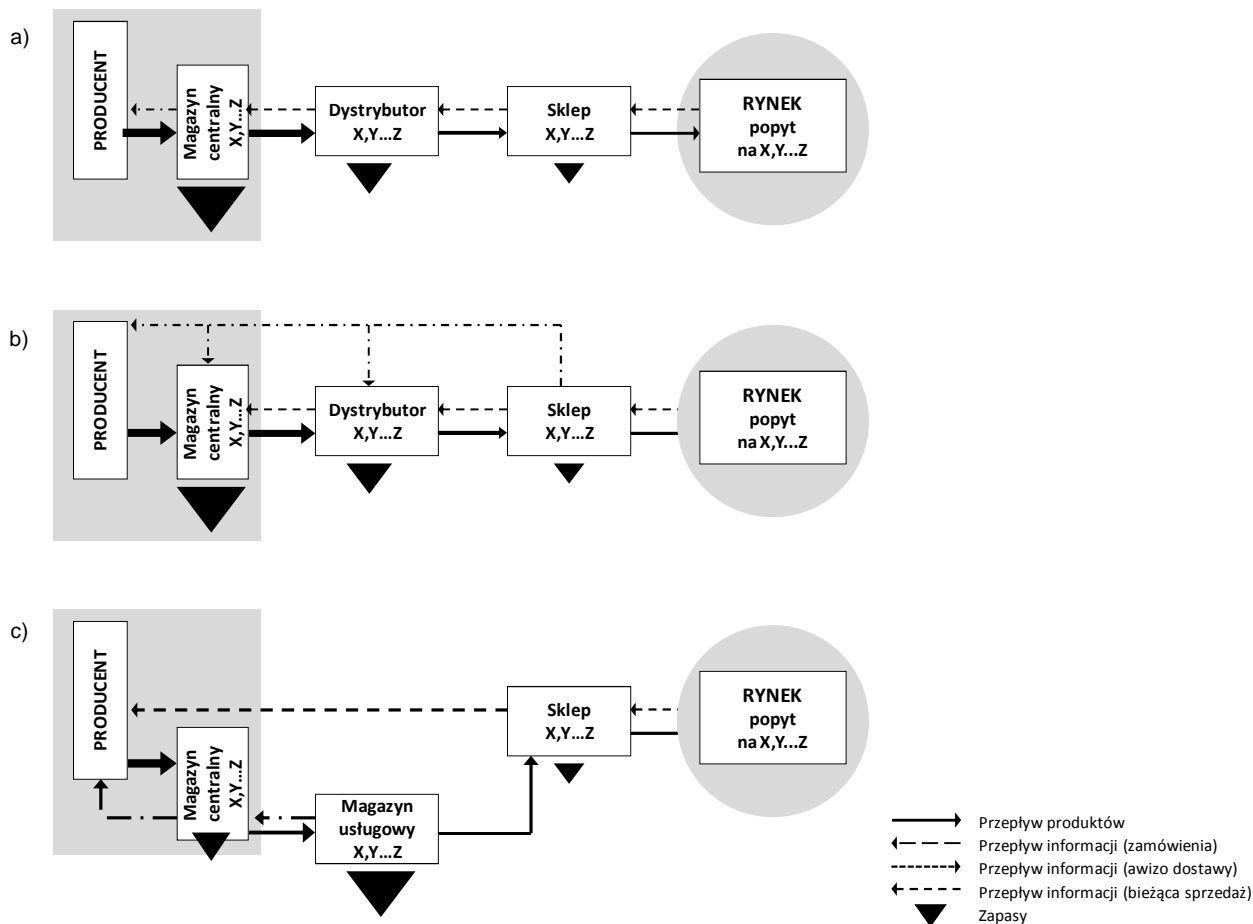 a)
PRODUCENT
Magazyn
centralny
X,Y...Z
Dystrybutor
X,Y...Z
Sklep
X,Y...Z
RYNEK
popyt
na X,Y...Z
b)
PRODUCENT
Magazyn
centralny
X,Y...Z
Dystrybutor
X,Y...Z
Sklep
X,Y...Z
RYNEK
popyt
na X,Y...Z
c)
PRODUCENT
Magazyn
centralny
X,Y...Z
Magazyn
usługowy
X,Y...Z
Sklep
X,Y...Z
RYNEK
popyt
na X,Y...Z
Przepływ produktów
Przepływ informacji (zamówienia)
Przepływ informacji (awizo dostawy)
Przepływ informacji (bieżąca sprzedaż)
Zapasy